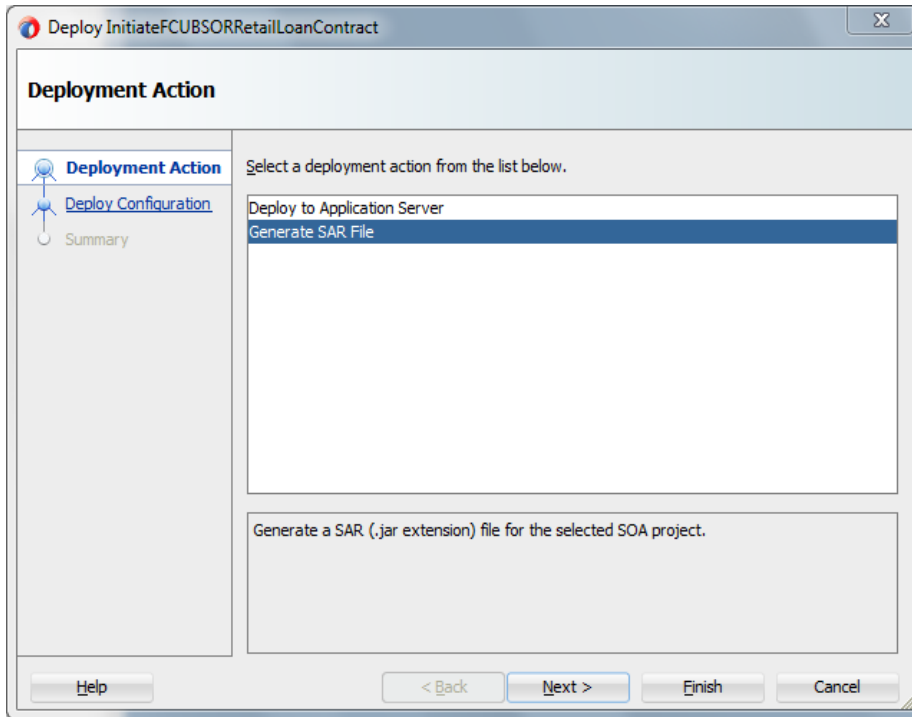 Deploy InitiateFCUBSORRetailLoanContract
Deployment Action
Deployment Action
Deploy Configuration
Summary
Select a deployment action from the list below.
Deploy to Application Server
Generate SAR File
Generate a SAR (.jar extension) file for the selected SOA project.
Help
< Back
Next >
Finish
Cancel